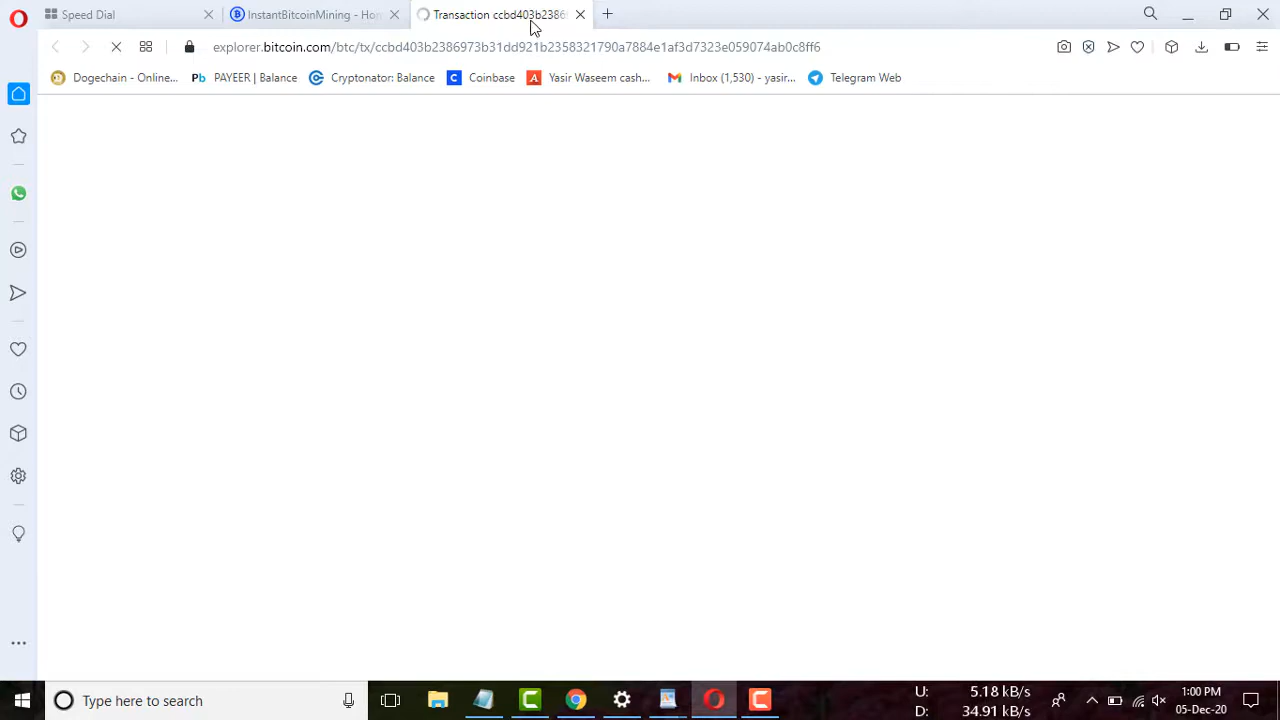 Speed Dial
InstantBitcoinMining - Hom
Transaction ccbd403b2386
explorer.bitcoin.com/btc/tx/ccbd403b2386973b31dd921b2358321790a7884e1af3d7323e059074ab0c8ff6
Dogechain - Online...
Pb PAYEER | Balance
Cryptonator: Balance
C Coinbase
A Yasir Waseem cash...
Inbox (1,530) - yasir...
Telegram Web
Type here to search
U: 5.18 kB/s
D: 34.91 kB/s
1:00 PM
05-Dec-20